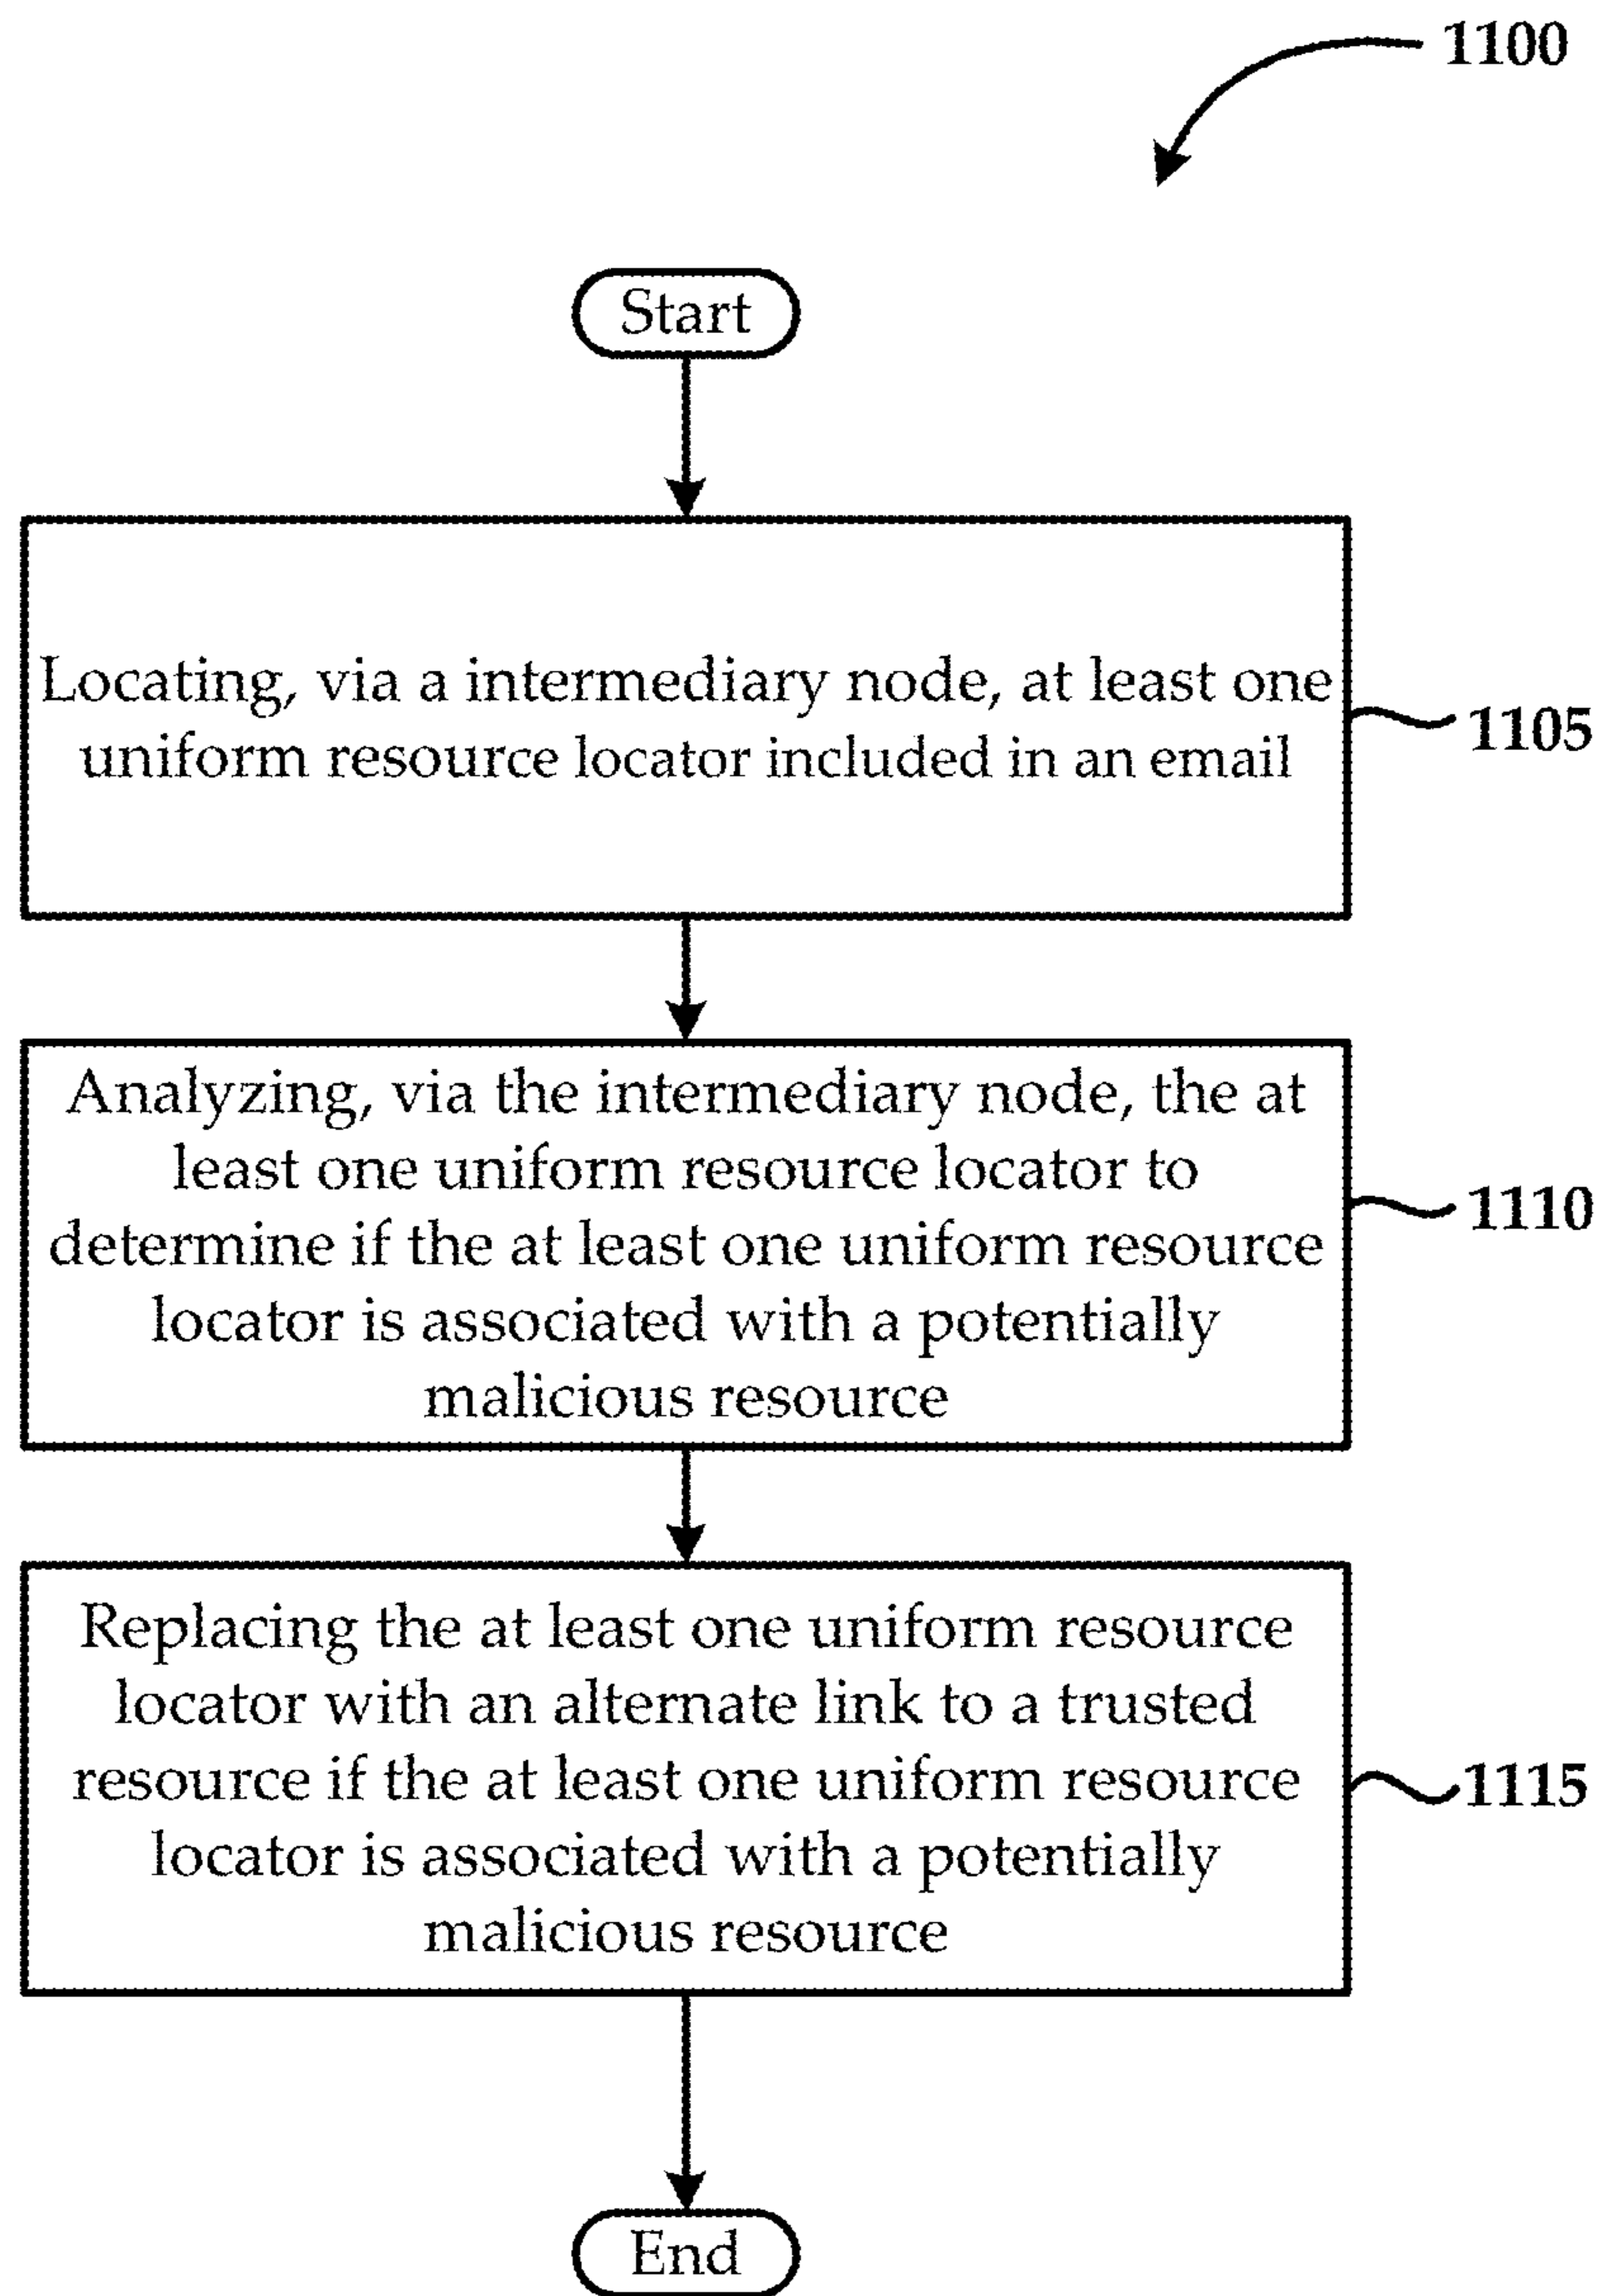 1100
Start
Locating, via a intermediary node, at least one
uniform resource locator included in an email
1105
Analyzing, via the intermediary node, the at
least one uniform resource locator to
determine if the at least one uniform resource
locator is associated with a potentially
malicious resource
1110
Replacing the at least one uniform resource
locator with an alternate link to a trusted
resource if the at least one uniform resource
locator is associated with a potentially
malicious resource
1115
End